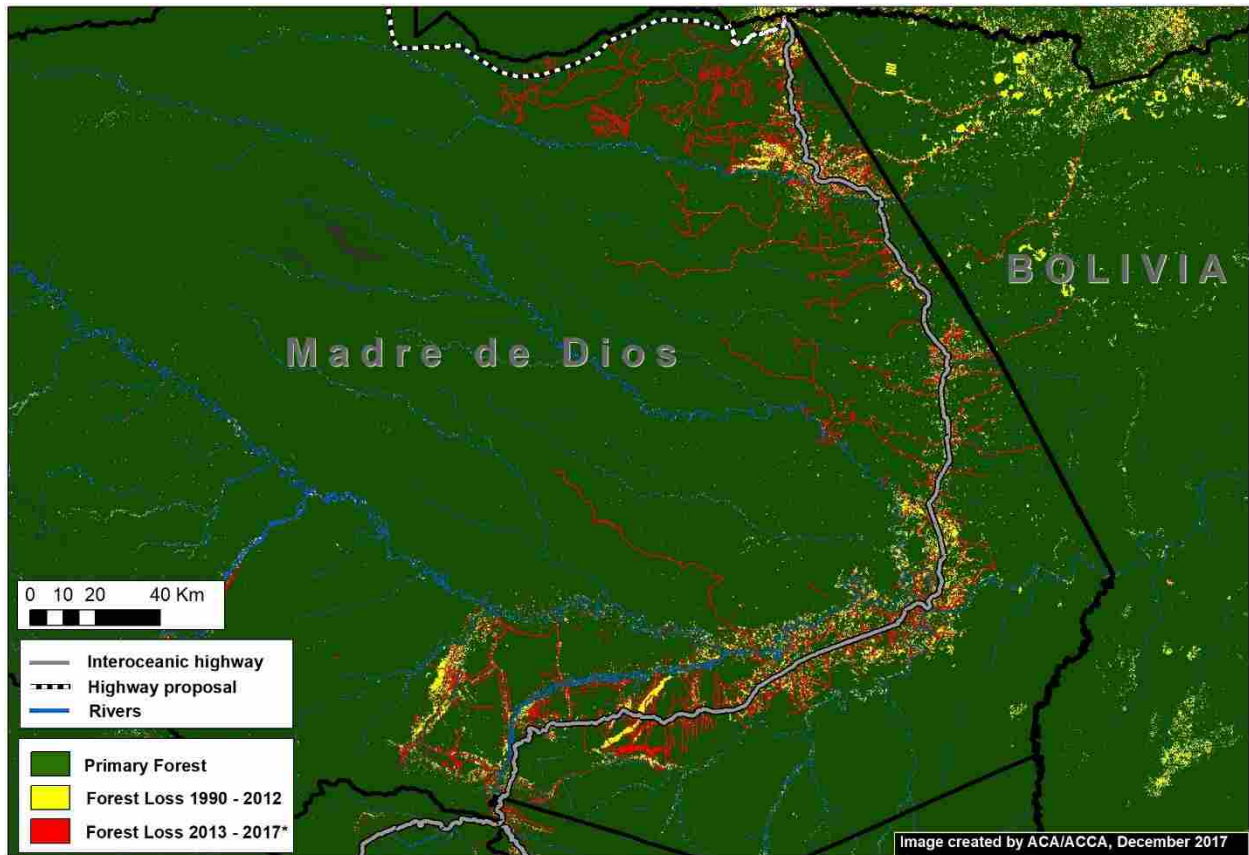 BOLIVIA
Madre de Dios
0 10 20 40 Km
Interoceanic highway
Highway proposal
Rivers
Primary Forest
Forest Loss 1990 - 2012
Forest Loss 2013 - 2017*
Image created by ACA/ACCA, December 2017